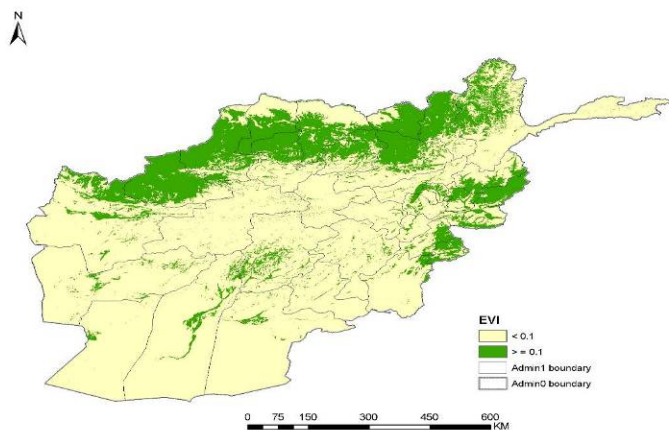 N
EVI
< 0.1
> = 0.1
Admin1 boundary
Admin0 boundary
0 75 150 300 450 600
KM